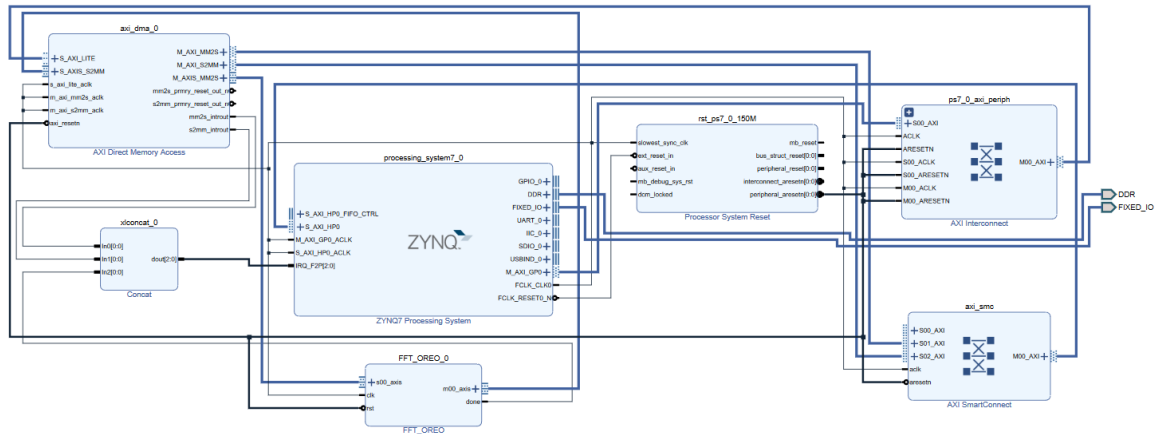 axi_dma_0
S_AXI_LITE
S_AXIS_S2MM
s_axi_lite_aclk
m_axi_mm2s_aclk
m_axi_s2mm_aclk
axi_resetn
M_AXI_MM2S
M_AXI_S2MM
M_AXIS_MM2S
mm2s_prmry_reset_out_n
s2mm_prmry_reset_out_n
mm2s_introut
s2mm_introut
AXI Direct Memory Access
xlconcat_0
In0[0:0]
In1[0:0]
In2[0:0]
dout[2:0]
Concat
processing_system7_0
S_AXI_HP0_FIFO_CTRL
S_AXI_HP0
M_AXI_GP0_ACLK
S_AXI_HP0_ACLK
IRQ_F2P[2:0]
ZYNQ
GPIO_0
DDR
FIXED_IO
UART_0
IIC_0
SDIO_0
USBIND_0
M_AXI_GP0
FCLK_CLK0
FCLK_RESET0_N
ZYNQ7 Processing System
FFT_OREO_0
s00_axis
clk
rst
m00_axis
done
FFT_OREO
rst_ps7_0_150M
slowest_sync_clk
ext_reset_in
aux_reset_in
mb_debug_sys_rst
dcm_locked
mb_reset
bus_struct_reset[0:0]
peripheral_reset[0:0]
interconnect_aresetn[0:0]
peripheral_aresetn[0:0]
Processor System Reset
ps7_0_axi_periph
S00_AXI
ACLK
ARESETN
S00_ACLK
S00_ARESETN
M00_ACLK
M00_ARESETN
M00_AXI
AXI Interconnect
DDR
FIXED_IO
axi_smc
S00_AXI
S01_AXI
S02_AXI
aclk
aresetn
M00_AXI
AXI SmartConnect